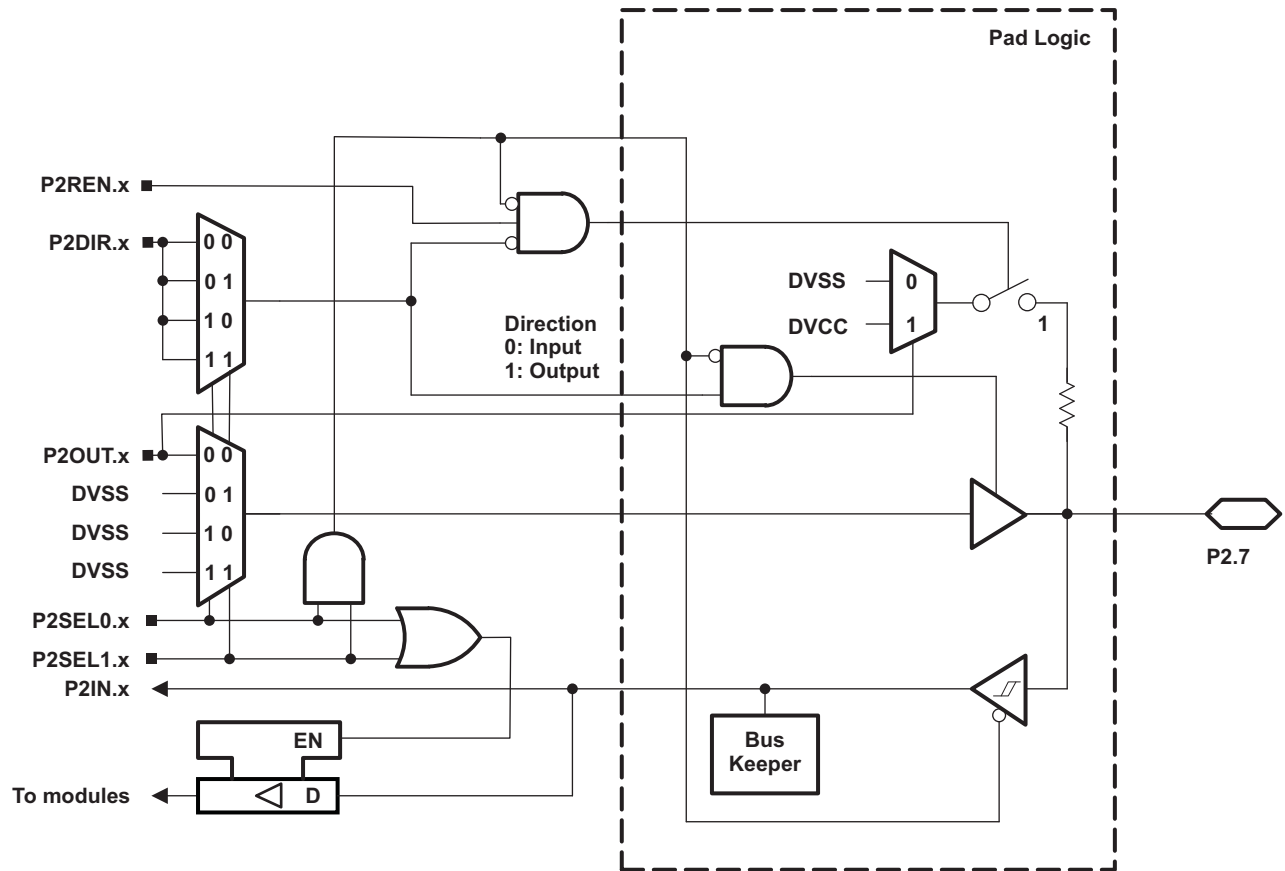 Pad Logic
P2REN.x
P2DIR.x
0 0
0 1
1 0
1 1
Direction
0: Input
1: Output
DVSS
DVCC
0
1
1
P2OUT.x
DVSS
DVSS
DVSS
0 0
0 1
1 0
1 1
P2.7
P2SEL0.x
P2SEL1.x
P2IN.x
EN
D
To modules
Bus
Keeper